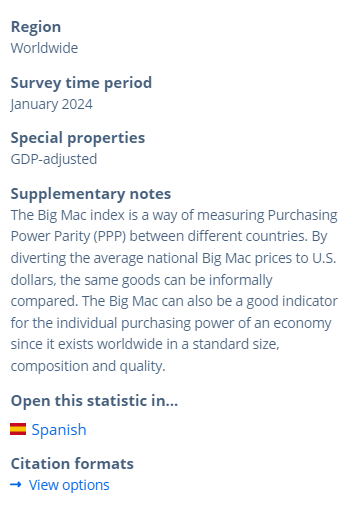 Region
Worldwide
Survey time period
January 2024
Special properties
GDP-adjusted
Supplementary notes
The Big Mac index is a way of measuring Purchasing
Power Parity (PPP) between different countries. By
diverting the average national Big Mac prices to U.S.
dollars, the same goods can be informally
compared. The Big Mac can also be a good indicator
for the individual purchasing power of an economy
since it exists worldwide in a standard size,
composition and quality.
Open this statistic in...
Spanish
Citation formats
→ View options